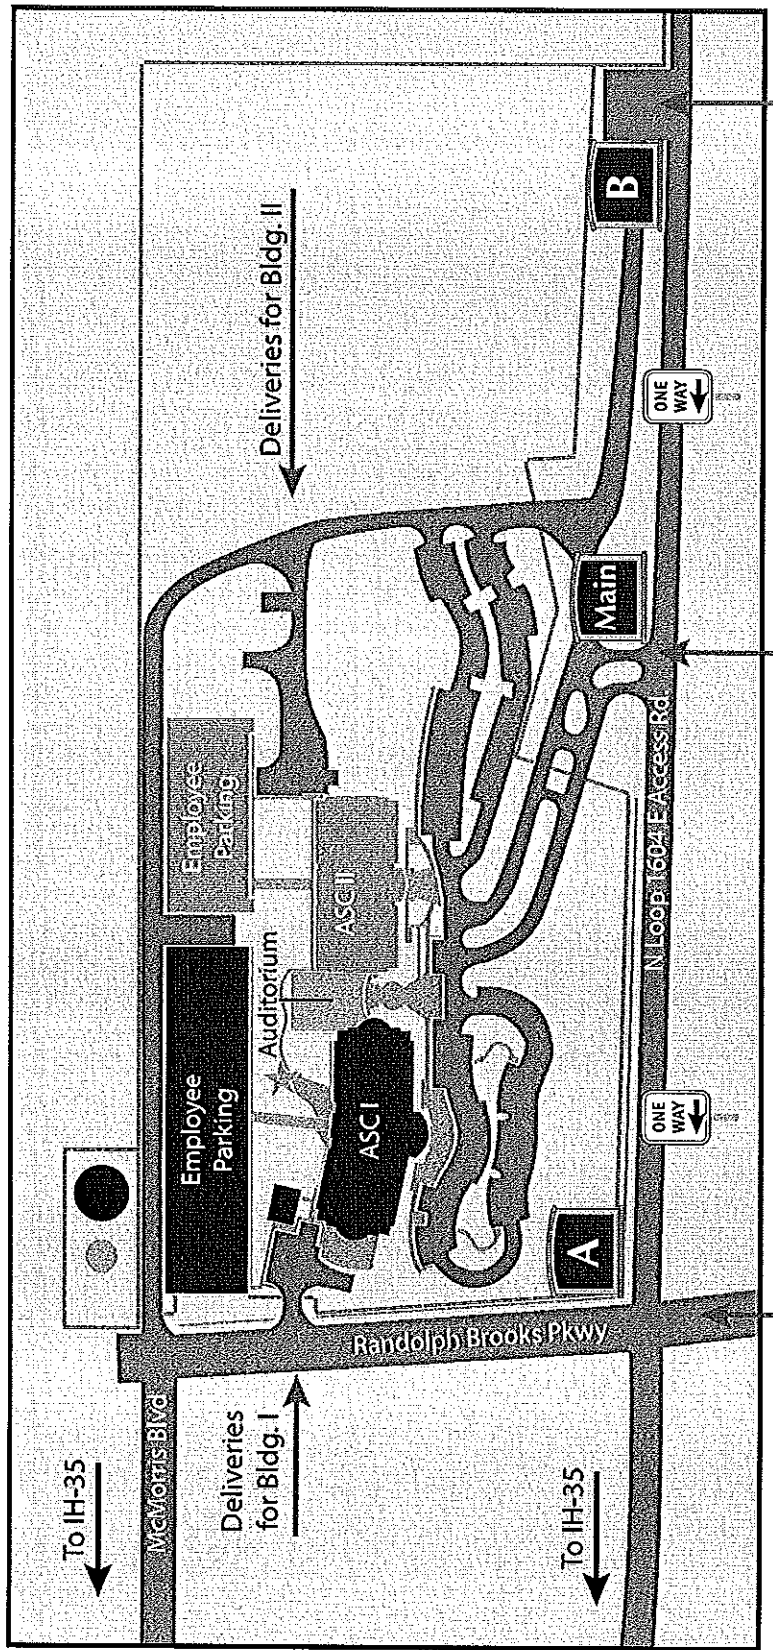 To IH-35
McMorris Blvd
Employee
Parking
Employee
Parking
Deliveries
for Bldg. I
Auditorium
Deliveries for Bldg. II
ASC I
ASC II
Randolph Brooks Pkwy
To IH-35
A
Main
B
N Loop 1604 E Access Rd
ONE
WAY
ONE
WAY